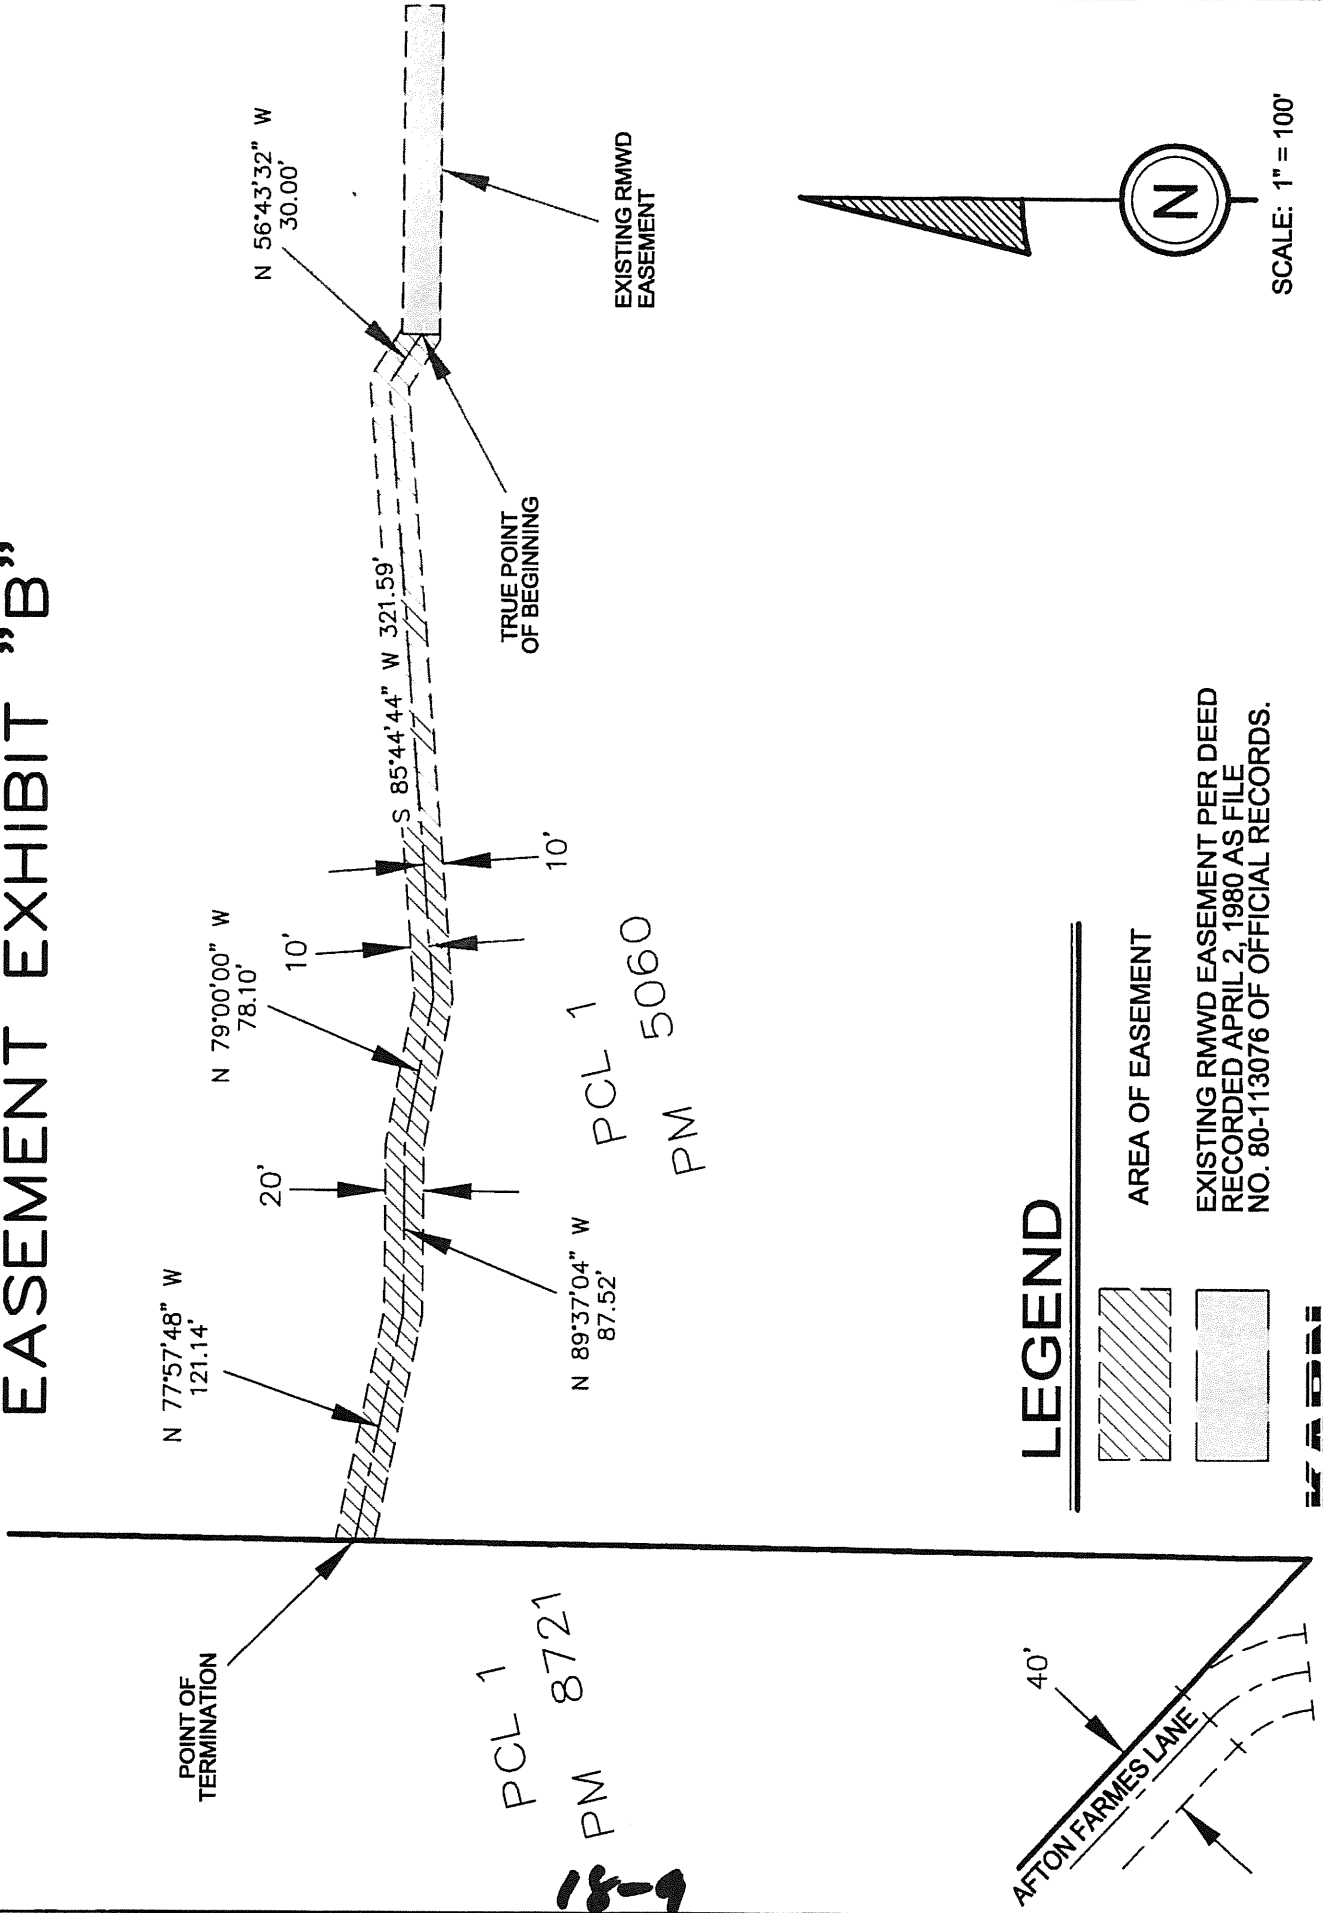 EASEMENT EXHIBIT "B"
POINT OF
TERMINATION
N 77°57'48" W
121.14'
20'
N 79°00'00" W
78.10'
10'
N 56°43'32" W
30.00'
S 85°44'44" W 321.59'
10'
N 89°37'04" W
87.52'
TRUE POINT
OF BEGINNING
EXISTING RMWD
EASEMENT
PCL 1
PM 8721
PCL 1
PM 5060
18-9
AFTON FARMES LANE
40'
LEGEND
AREA OF EASEMENT
EXISTING RMWD EASEMENT PER DEED
RECORDED APRIL 2, 1980 AS FILE
NO. 80-113076 OF OFFICIAL RECORDS.
N
SCALE: 1" = 100'